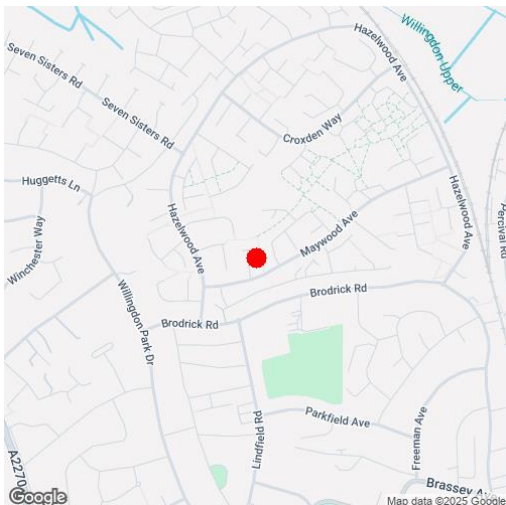 Hazelwood Ave
Willingdon Upper
Seven Sisters Rd
Seven Sisters Rd
Croxden Way
Huggetts Ln
Hazelwood Ave
Hazelwood Ave
Percival Rd
Winchester Way
Maywood Ave
Willingdon Park Dr
Brodrick Rd
Brodrick Rd
Lindfield Rd
Parkfield Ave
Freeman Ave
A2270
Brassey Av
Google
Map data ©2025 Google